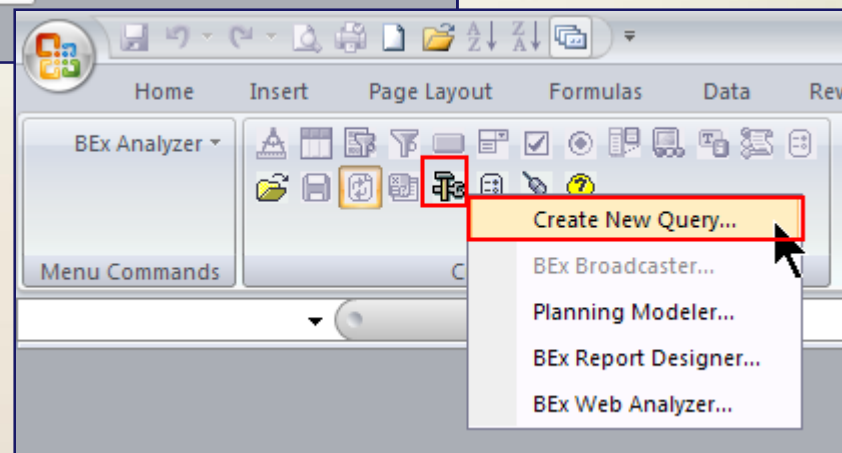 Home Insert Page Layout Formulas Data Rev
BEx Analyzer
Menu Commands
C
Create New Query...
BEx Broadcaster...
Planning Modeler...
BEx Report Designer...
BEx Web Analyzer...